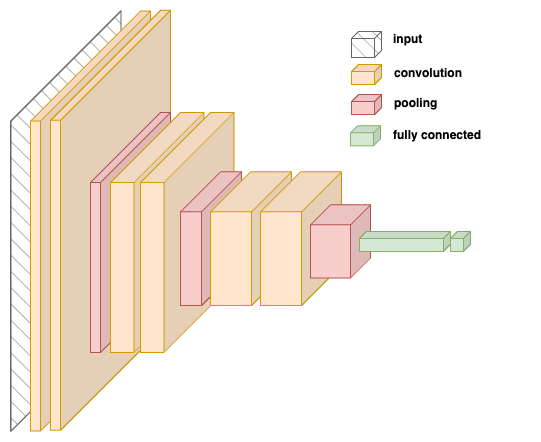 input
convolution
pooling
fully connected